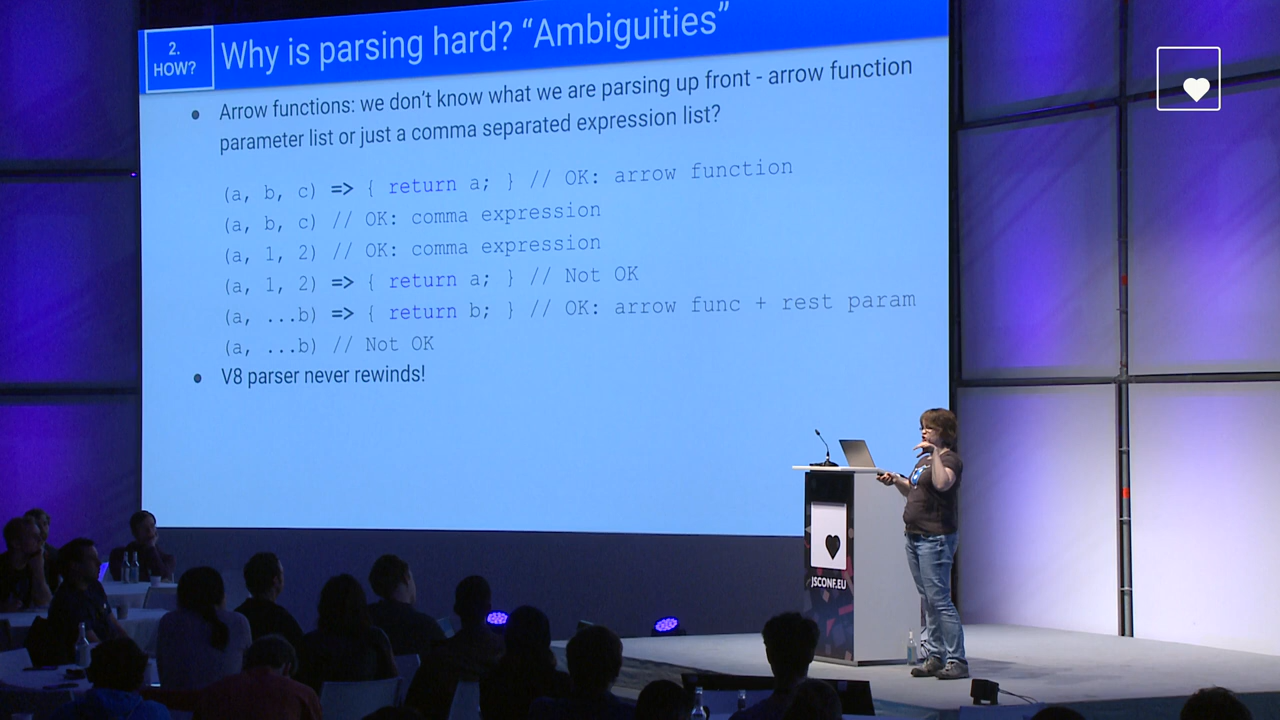 2.
HOW?
Why is parsing hard? “Ambiguities”
● Arrow functions: we don’t know what we are parsing up front - arrow function
parameter list or just a comma separated expression list?
(a, b, c) => { return a; } // OK: arrow function
(a, b, c) // OK: comma expression
(a, 1, 2) // OK: comma expression
(a, 1, 2) => { return a; } // Not OK
(a, ...b) => { return b; } // OK: arrow func + rest param
(a, ...b) // Not OK
● V8 parser never rewinds!
JSCONF.EU